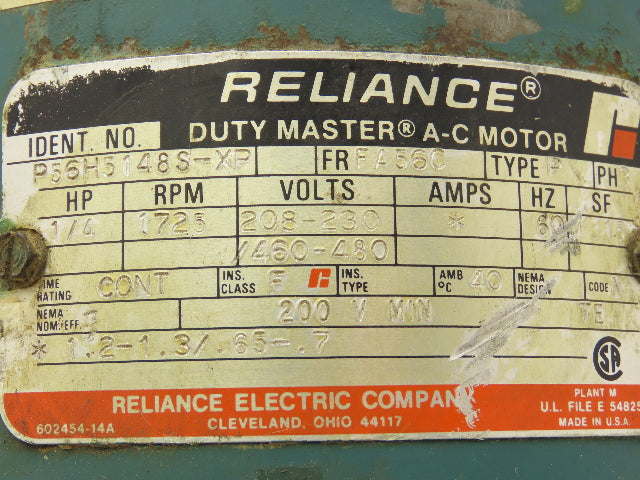 RELIANCE®
DUTY MASTER® A-C MOTOR
IDENT. NO. P56H5148S-XP FR FA56C TYPE P PH
HP RPM VOLTS AMPS HZ SF
1/4 1725 208-230 * 60
/460-480
TIME RATING CONT INS. CLASS F INS. TYPE AMB °C 40 NEMA DESIGN CODE
NEMA NOM. EFF. 200 V MIN TE
* 1.2-1.3/.65-.7
SA
RELIANCE ELECTRIC COMPANY
CLEVELAND, OHIO 44117
602454-14A
PLANT M
U.L. FILE E 54825
MADE IN U.S.A.